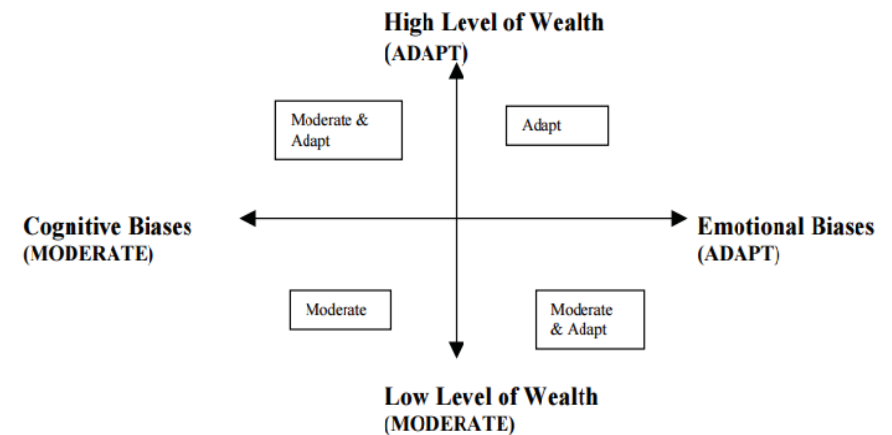 High Level of Wealth
(ADAPT)
Moderate &
Adapt
Adapt
Cognitive Biases
(MODERATE)
Emotional Biases
(ADAPT)
Moderate
Moderate
& Adapt
Low Level of Wealth
(MODERATE)